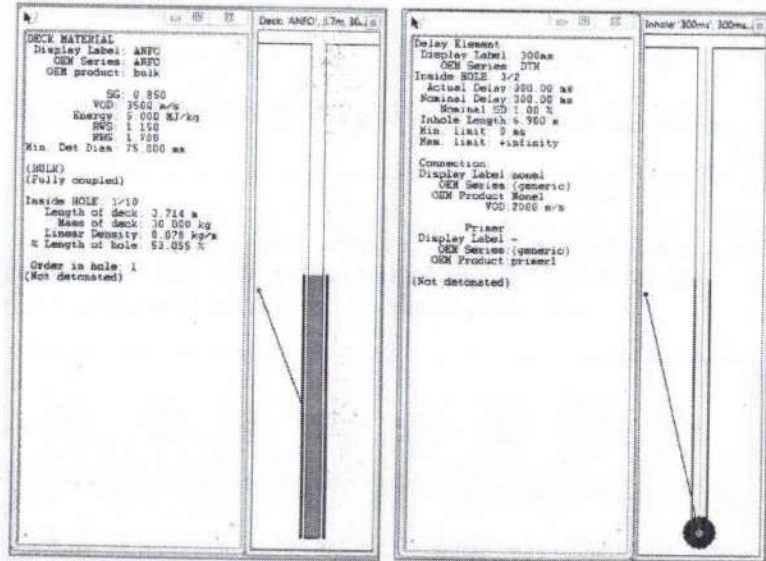 Deck: 'ANFO',
DECK MATERIAL
Display Label: ANFO
OEM Series: ANFO
OEM product: bulk
SG: 0.850
VOD: 3500 m/s
Energy: 5.000 MJ/kg
RWS: 1.150
Min. Det Diam: 75.000 mm
(BULK)
(Fully coupled)
Inside HOLE: 1/10
Length of deck: 3.714 m
Mass of deck: 30.000 kg
Linear Density: 8.078 kg/m
% Length of hole: 53.055 %
Order in hole: 1
(Not detonated)
Inhole '300ms', 300ms..
Delay Element
Display Label 300ms
OEM Series: DTH
Inside HOLE: 3/2
Actual Delay 300.00 ms
Nominal Delay: 300.00 ms
Nominal SD 1.00 %
Inhole Length 6.900 m
Min. limit 0 ms
Max. limit: +infinity
Connection
Display Label nonel
OEM Series (generic)
OEM Product Nonel
VOD: 2000 m/s
Primer
Display Label -
OEM Series: (generic)
OEM Product: primer1
(Not detonated)